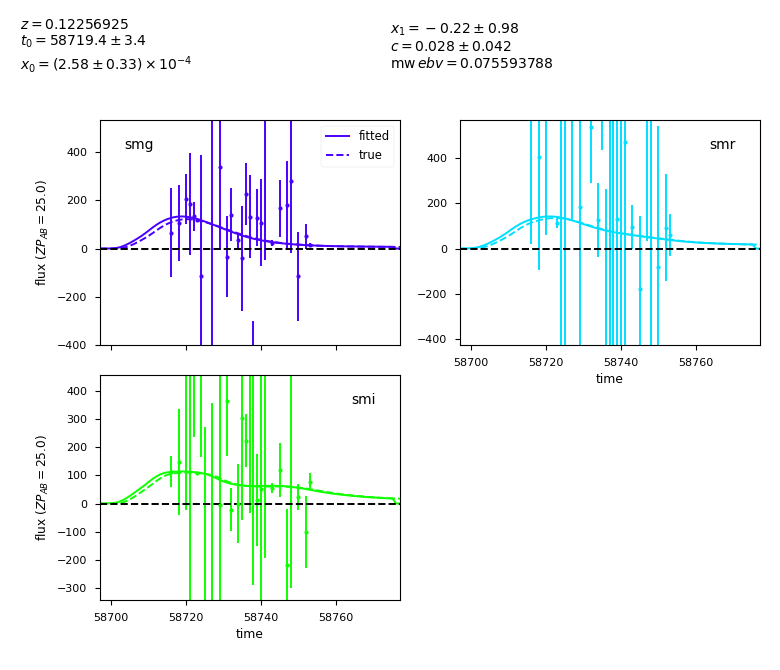 z = 0.12256925
t₀ = 58719.4 ± 3.4
x₀ = (2.58 ± 0.33) × 10⁻⁴
x₁ = −0.22 ± 0.98
c = 0.028 ± 0.042
mw ebv = 0.075593788
smg
fitted
true
400
200
0
−200
−400
flux (ZP_AB = 25.0)
smr
400
200
0
−200
−400
58700 58720 58740 58760
time
smi
400
300
200
100
0
−100
−200
−300
flux (ZP_AB = 25.0)
58700 58720 58740 58760
time